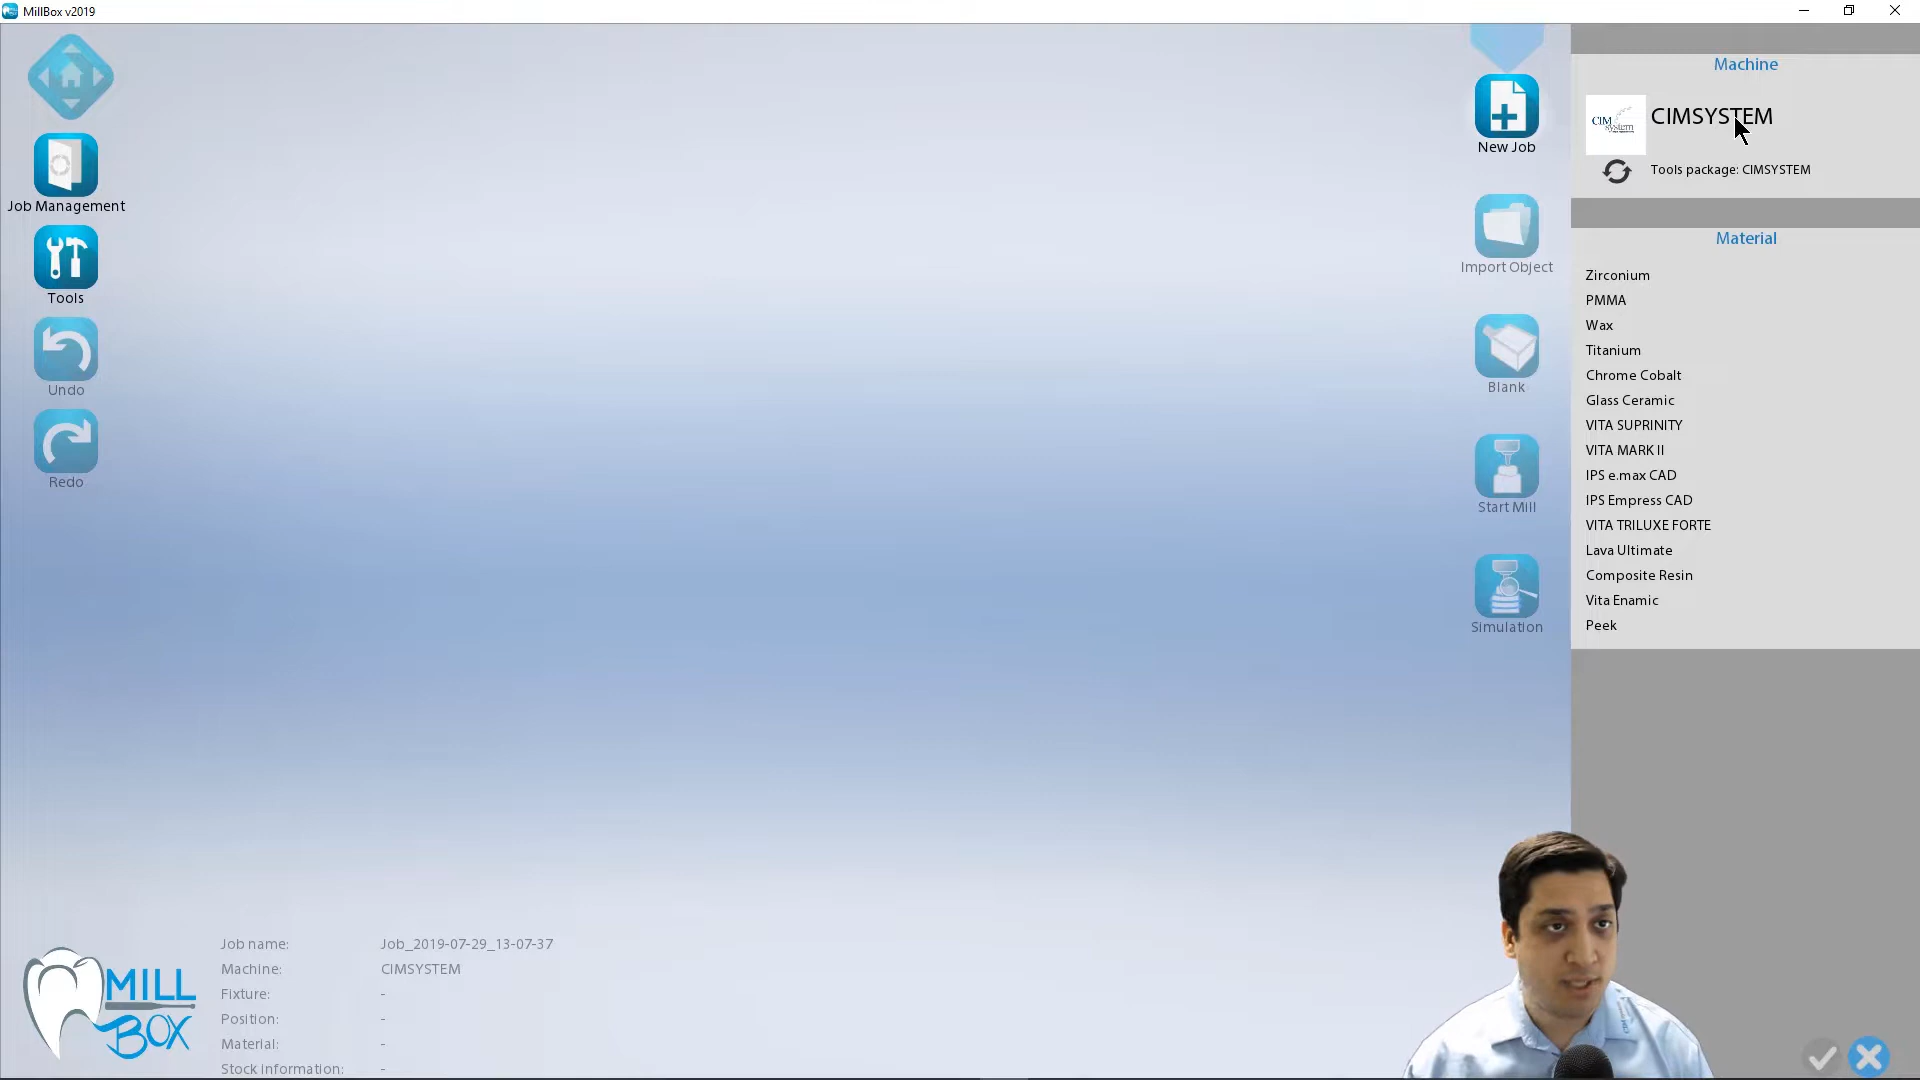 MillBox v2019
Job Management
Tools
Undo
Redo
New Job
Import Object
Blank
Start Mill
Simulation
Machine
CIM
system
CIMSYSTEM
Tools package: CIMSYSTEM
Material
Zirconium
PMMA
Wax
Titanium
Chrome Cobalt
Glass Ceramic
VITA SUPRINITY
VITA MARK II
IPS e.max CAD
IPS Empress CAD
VITA TRILUXE FORTE
Lava Ultimate
Composite Resin
Vita Enamic
Peek
MILL
BOX
Job name: Job_2019-07-29_13-07-37
Machine: CIMSYSTEM
Fixture: -
Position: -
Material: -
Stock information: -